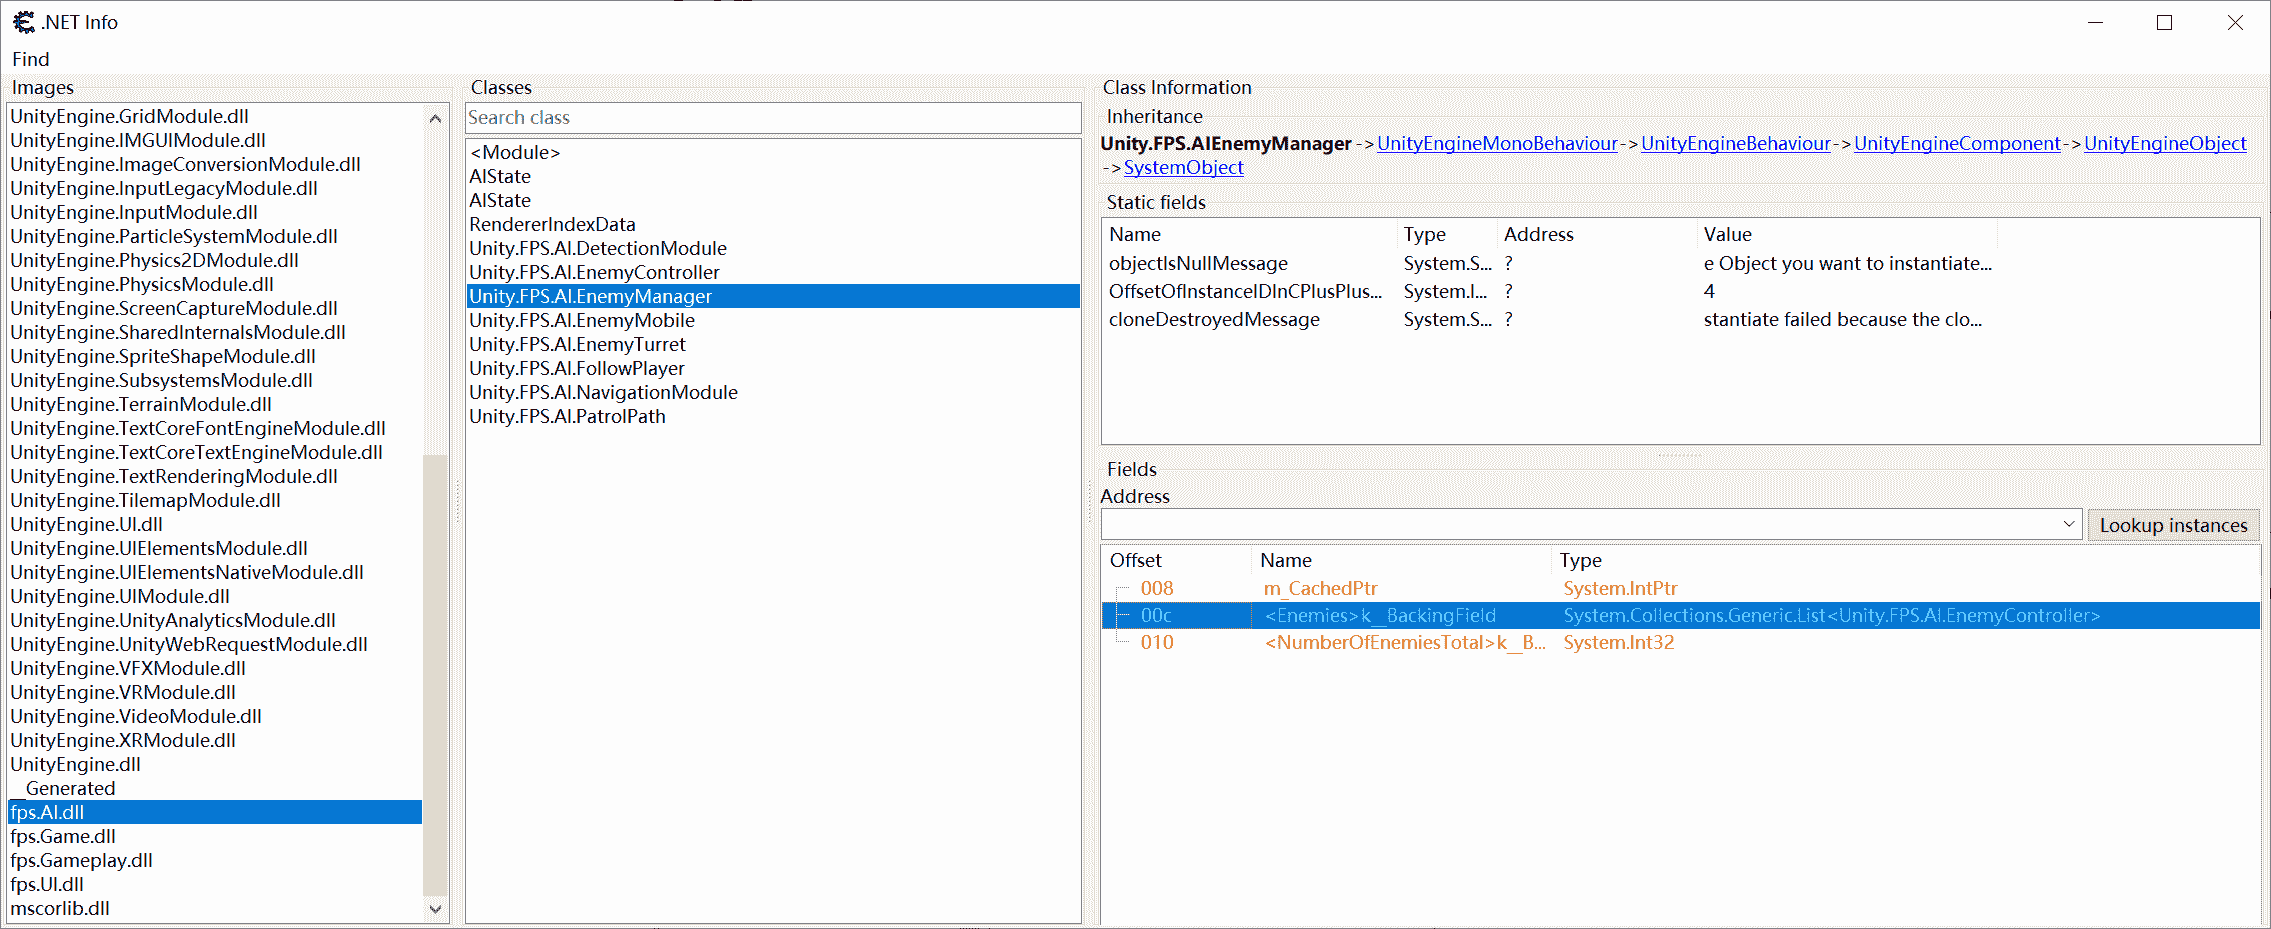 .NET Info
Find
Images
UnityEngine.GridModule.dll
UnityEngine.IMGUIModule.dll
UnityEngine.ImageConversionModule.dll
UnityEngine.InputLegacyModule.dll
UnityEngine.InputModule.dll
UnityEngine.ParticleSystemModule.dll
UnityEngine.Physics2DModule.dll
UnityEngine.PhysicsModule.dll
UnityEngine.ScreenCaptureModule.dll
UnityEngine.SharedInternalsModule.dll
UnityEngine.SpriteShapeModule.dll
UnityEngine.SubsystemsModule.dll
UnityEngine.TerrainModule.dll
UnityEngine.TextCoreFontEngineModule.dll
UnityEngine.TextCoreTextEngineModule.dll
UnityEngine.TextRenderingModule.dll
UnityEngine.TilemapModule.dll
UnityEngine.UI.dll
UnityEngine.UIElementsModule.dll
UnityEngine.UIElementsNativeModule.dll
UnityEngine.UIModule.dll
UnityEngine.UnityAnalyticsModule.dll
UnityEngine.UnityWebRequestModule.dll
UnityEngine.VFXModule.dll
UnityEngine.VRModule.dll
UnityEngine.VideoModule.dll
UnityEngine.XRModule.dll
UnityEngine.dll
__Generated
fps.AI.dll
fps.Game.dll
fps.Gameplay.dll
fps.UI.dll
mscorlib.dll
Classes
Search class
<Module>
AIState
AIState
RendererIndexData
Unity.FPS.AI.DetectionModule
Unity.FPS.AI.EnemyController
Unity.FPS.AI.EnemyManager
Unity.FPS.AI.EnemyMobile
Unity.FPS.AI.EnemyTurret
Unity.FPS.AI.FollowPlayer
Unity.FPS.AI.NavigationModule
Unity.FPS.AI.PatrolPath
Class Information
Inheritance
Unity.FPS.AIEnemyManager ->UnityEngineMonoBehaviour->UnityEngineBehaviour->UnityEngineComponent->UnityEngineObject
->SystemObject
Static fields
Name Type Address Value
objectIsNullMessage System.S... ? e Object you want to instantiate...
OffsetOfInstanceIDInCPlusPlus... System.I... ? 4
cloneDestroyedMessage System.S... ? stantiate failed because the clo...
Fields
Address
Lookup instances
Offset Name Type
008 m_CachedPtr System.IntPtr
00c <Enemies>k__BackingField System.Collections.Generic.List<Unity.FPS.AI.EnemyController>
010 <NumberOfEnemiesTotal>k__B... System.Int32